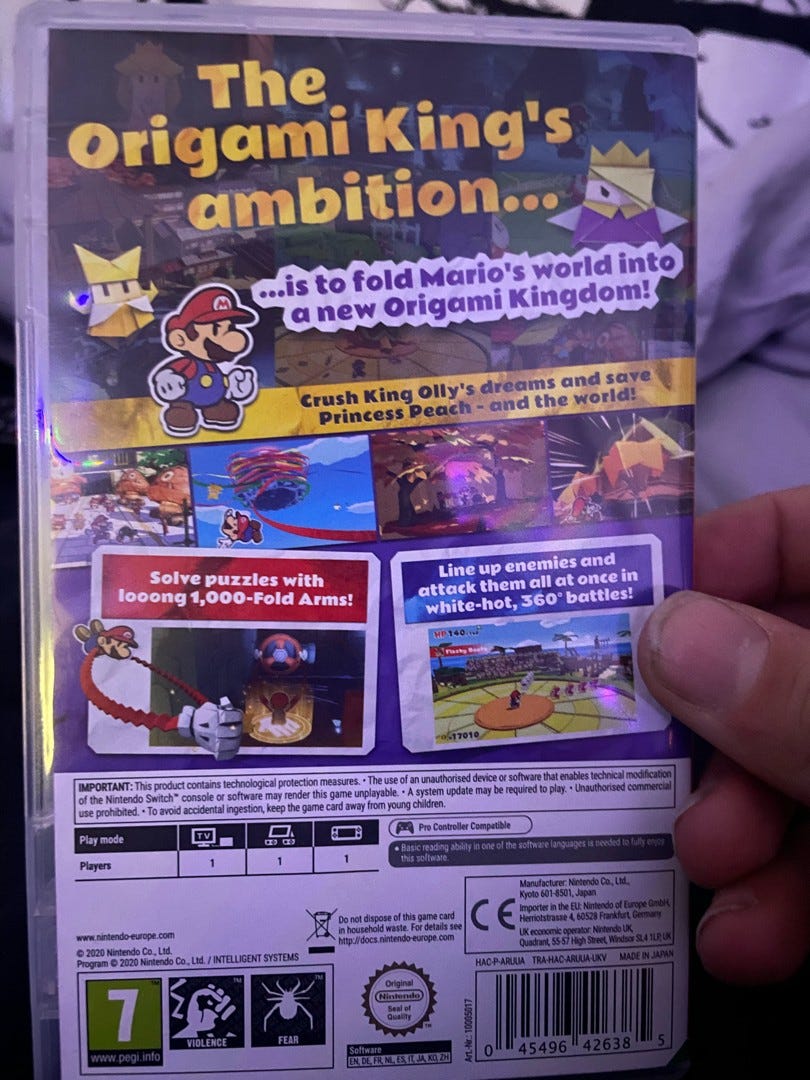 The
Origami King's
ambition...
...is to fold Mario's world into
a new Origami Kingdom!
Crush King Olly's dreams and save
Princess Peach - and the world!
Solve puzzles with
looong 1,000-Fold Arms!
Line up enemies and
attack them all at once in
white-hot, 360° battles!
HP 140
Flashy Boots
-17010
IMPORTANT: This product contains technological protection measures. • The use of an unauthorised device or software that enables technical modification
of the Nintendo Switch™ console or software may render this game unplayable. • A system update may be required to play. • Unauthorised commercial
use prohibited. • To avoid accidental ingestion, keep the game card away from young children.
Play mode
TV
Players 1 1 1
Pro Controller Compatible
• Basic reading ability in one of the software languages is needed to fully enjoy
this software.
www.nintendo-europe.com
© 2020 Nintendo Co., Ltd.
Program © 2020 Nintendo Co., Ltd. / INTELLIGENT SYSTEMS
Do not dispose of this game card
in household waste. For details see
http://docs.nintendo-europe.com
CE
Manufacturer: Nintendo Co., Ltd.,
Kyoto 601-8501, Japan
Importer in the EU: Nintendo of Europe GmbH,
Herriotstrasse 4, 60528 Frankfurt, Germany
UK economic operator: Nintendo UK,
Quadrant, 55-57 High Street, Windsor SL4 1LP, UK
HAC-P-ARUUA TRA-HAC-ARUUA-UKV MADE IN JAPAN
7
www.pegi.info
VIOLENCE
FEAR
Original
Nintendo
Seal of
Quality
Software
EN, DE, FR, NL, ES, IT, JA, KO, ZH
Art.-Nr.: 10005017
0 45496 42638 5